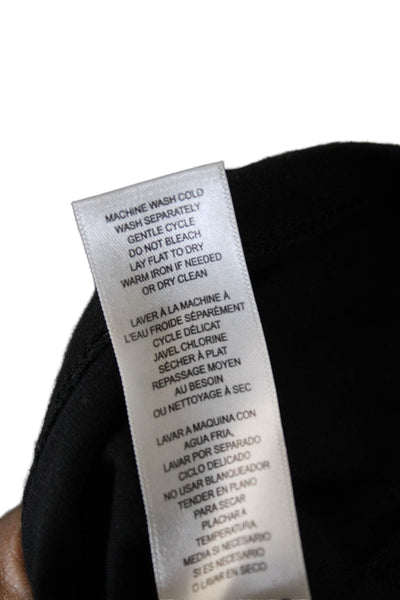 MACHINE WASH COLD
WASH SEPARATELY
GENTLE CYCLE
DO NOT BLEACH
LAY FLAT TO DRY
WARM IRON IF NEEDED
OR DRY CLEAN
LAVER À LA MACHINE À
L'EAU FROIDE SÉPARÉMENT
CYCLE DÉLICAT
JAVEL CHLORINE
SÉCHER À PLAT
REPASSAGE MOYEN
AU BESOIN
OU NETTOYAGE À SEC
LAVAR A MAQUINA CON
AGUA FRIA,
LAVAR POR SEPARADO
CICLO DELICADO
NO USAR BLANQUEADOR
TENDER EN PLANO
PARA SECAR
PLACHAR A
TEMPERATURA
MEDIA SI NECESARIO
SI ES NECESARIO
O LAVAR EN SECO